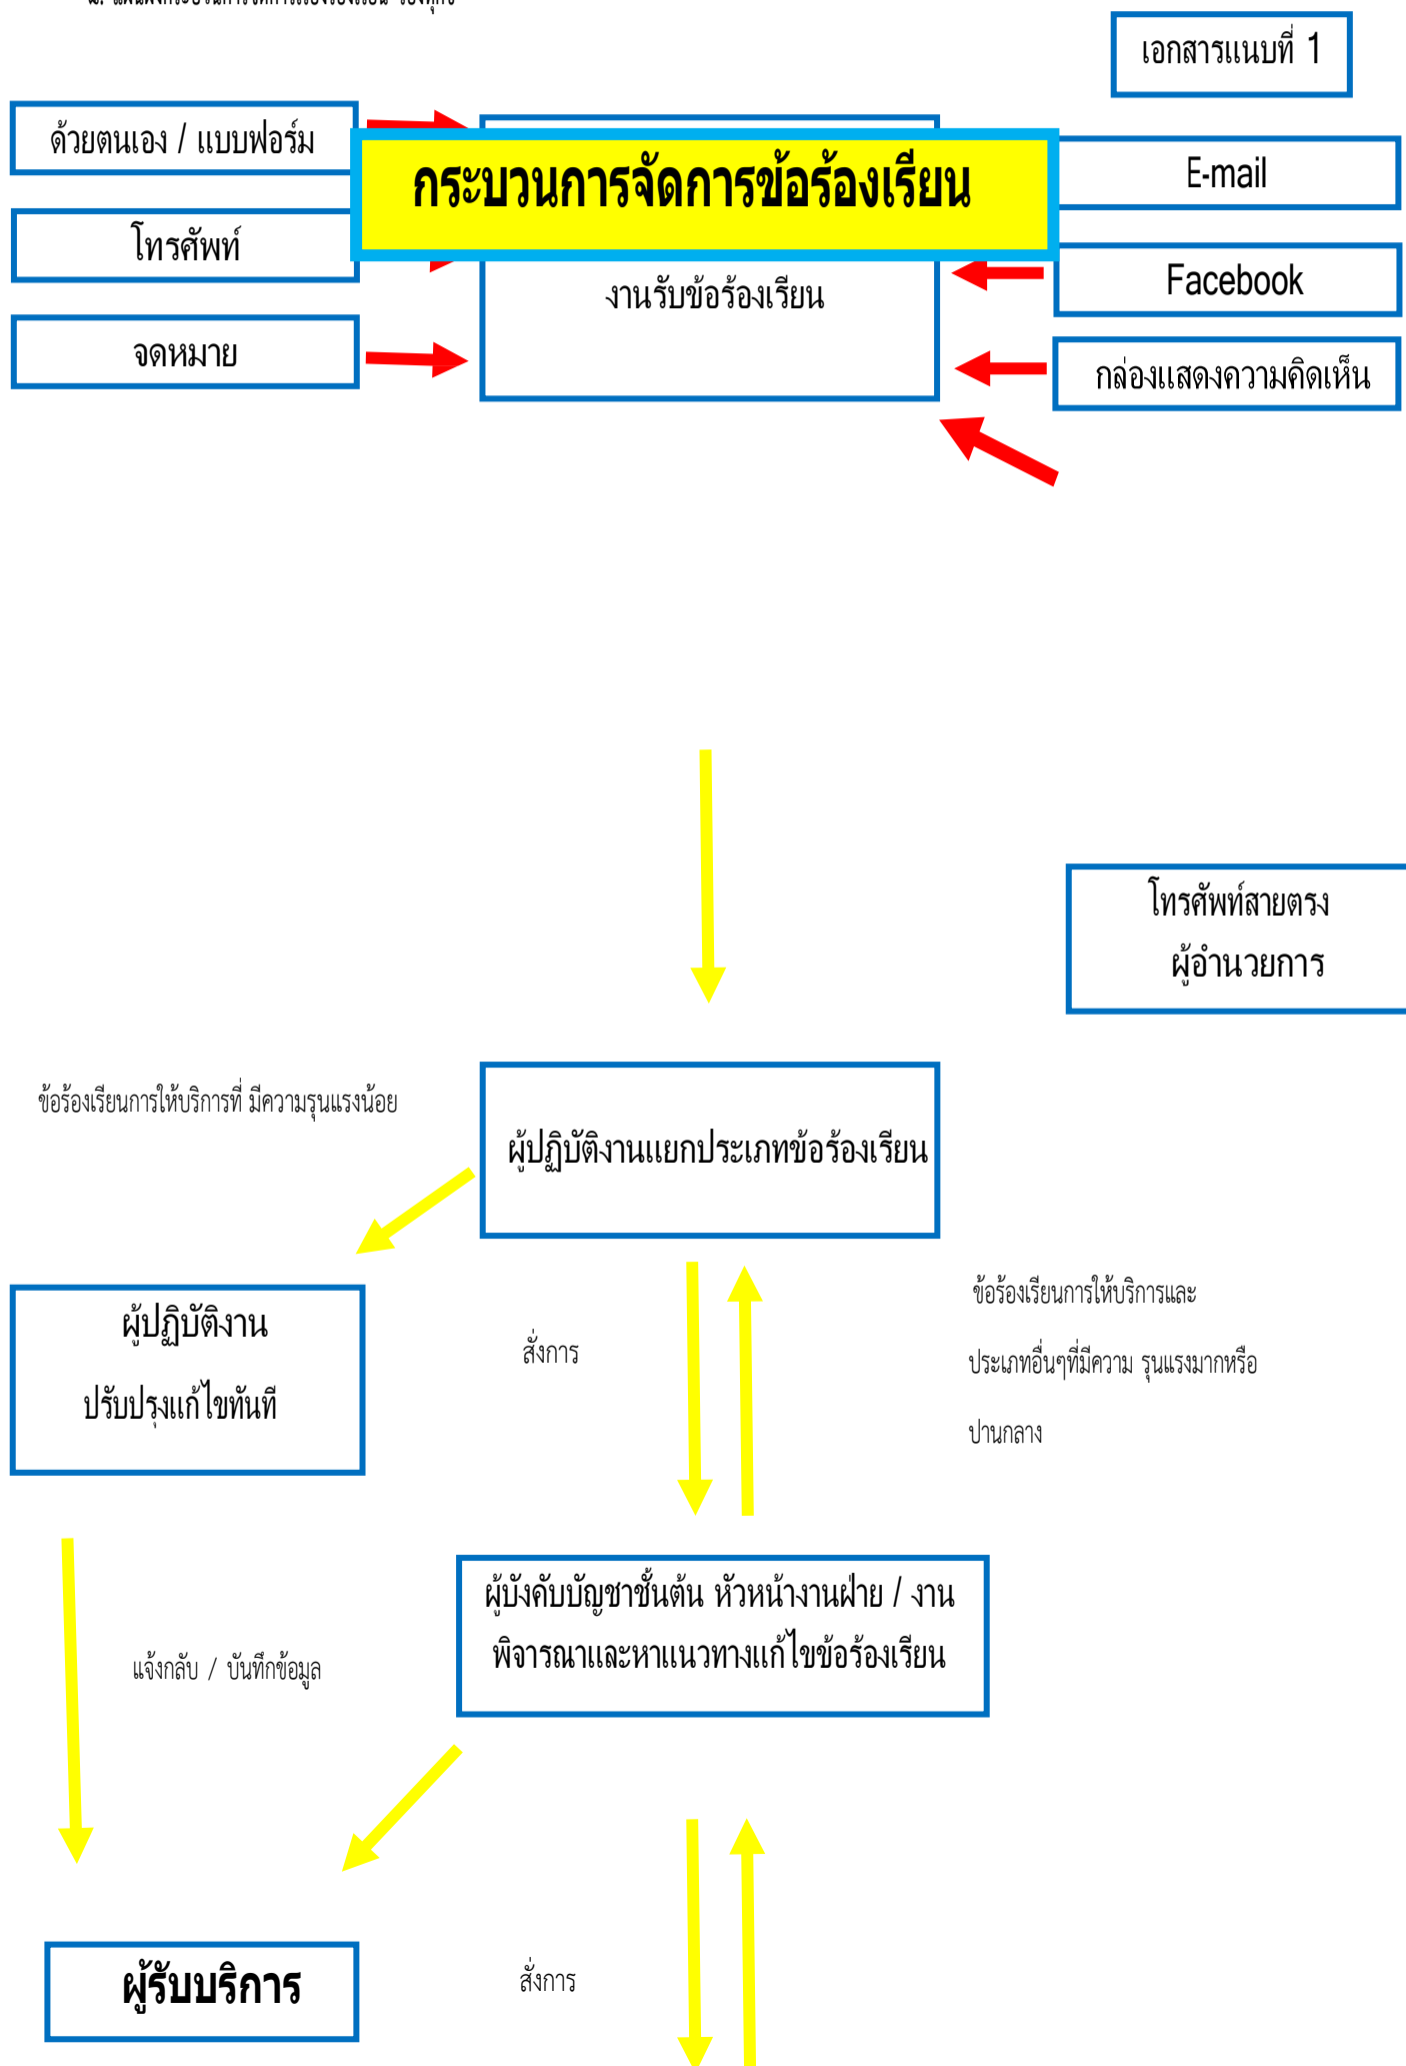 เอกสารแนบที่ 1
ด้วยตนเอง / แบบฟอร์ม
กระบวนการจัดการข้อร้องเรียน
E-mail
โทรศัพท์
Facebook
งานรับข้อร้องเรียน
จดหมาย
กล่องแสดงความคิดเห็น
โทรศัพท์สายตรง
ผู้อำนวยการ
ข้อร้องเรียนการให้บริการที่ มีความรุนแรงน้อย
ผู้ปฏิบัติงานแยกประเภทข้อร้องเรียน
ผู้ปฏิบัติงาน
ปรับปรุงแก้ไขทันที
สั่งการ
ข้อร้องเรียนการให้บริการและ
ประเภทอื่นๆที่มีความ รุนแรงมากหรือ
ปานกลาง
ผู้บังคับบัญชาชั้นต้น หัวหน้างานฝ่าย / งาน
พิจารณาและหาแนวทางแก้ไขข้อร้องเรียน
แจ้งกลับ / บันทึกข้อมูล
ผู้รับบริการ
สั่งการ